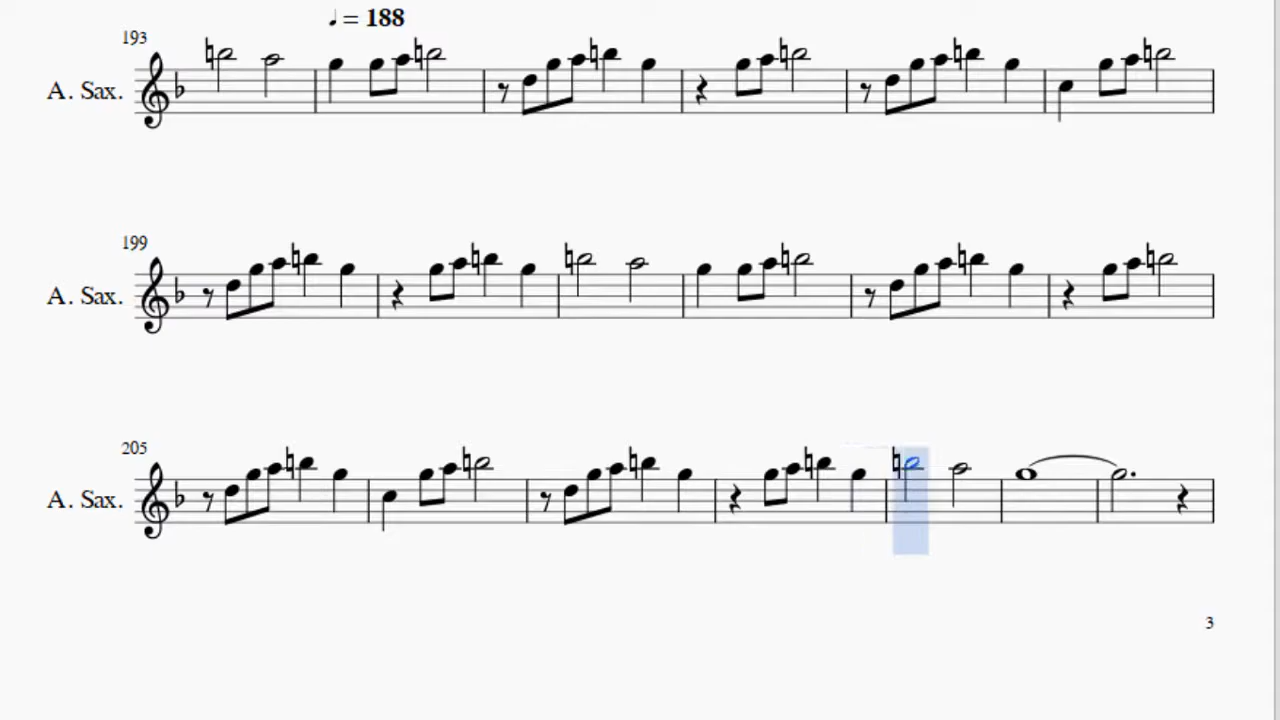 ♩ = 188
193
A. Sax.
199
A. Sax.
205
A. Sax.
3